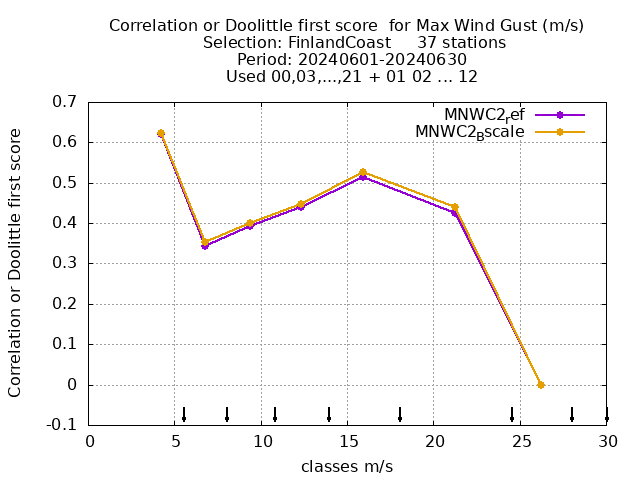 Correlation or Doolittle first score  for Max Wind Gust (m/s)
Selection: FinlandCoast     37 stations
Period: 20240601-20240630
Used 00,03,...,21 + 01 02 ... 12
MNWC2ref
MNWC2Bscale
Correlation or Doolittle first score
0.7
0.6
0.5
0.4
0.3
0.2
0.1
0
-0.1
0 5 10 15 20 25 30
classes m/s